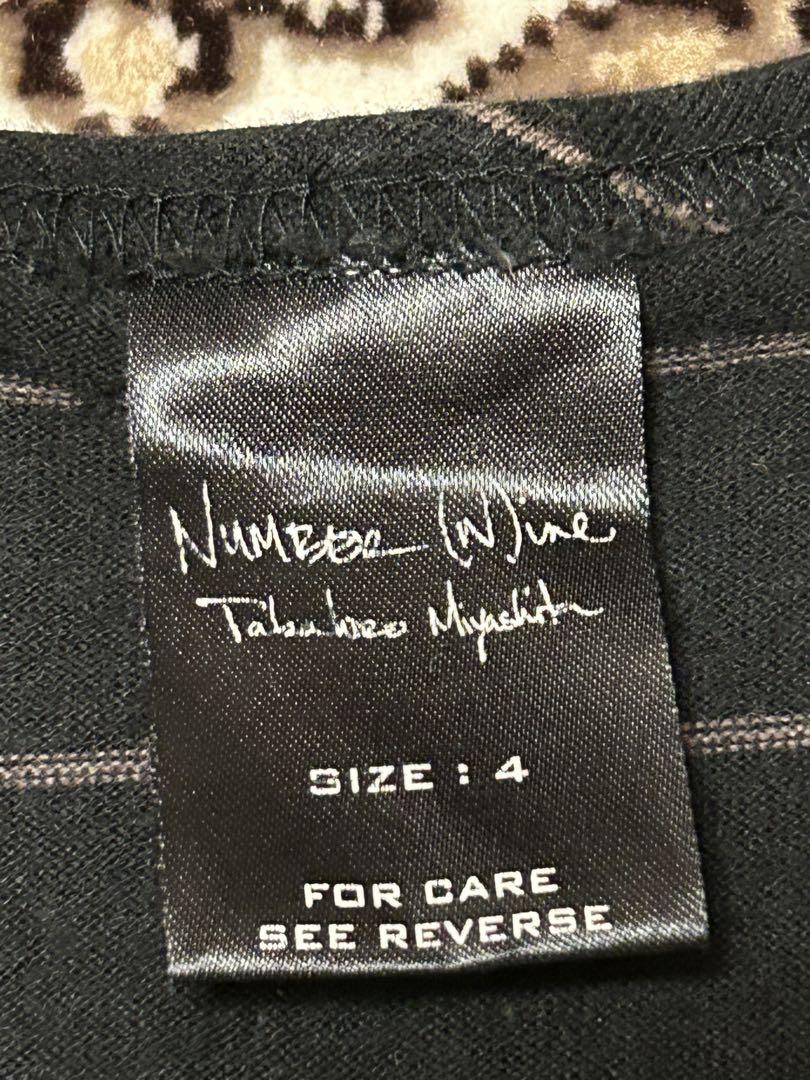 NUMBER (N)ine
Takahiro Miyashita
SIZE : 4
FOR CARE
SEE REVERSE